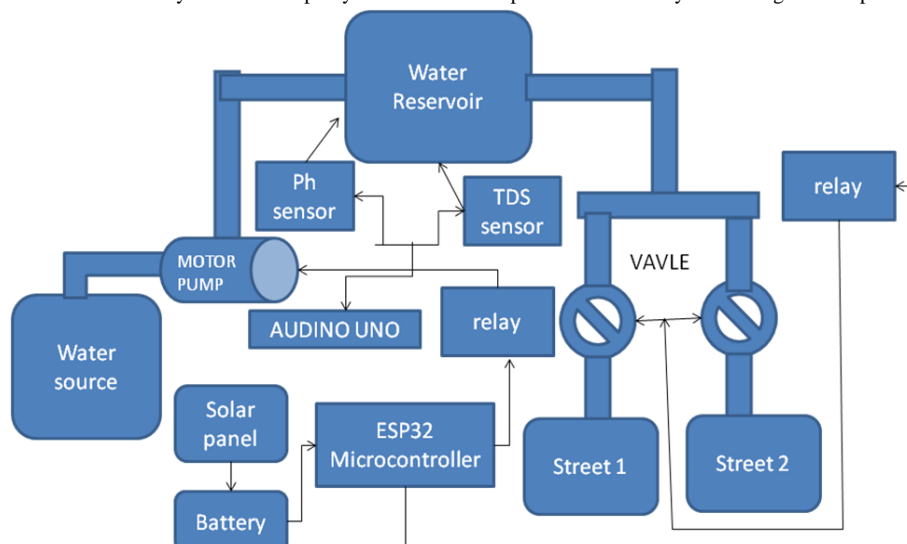 Water
Reservoir
Ph
sensor
TDS
sensor
relay
MOTOR
PUMP
VAVLE
AUDINO UNO
relay
Water
source
Solar
panel
ESP32
Microcontroller
Street 1
Street 2
Battery